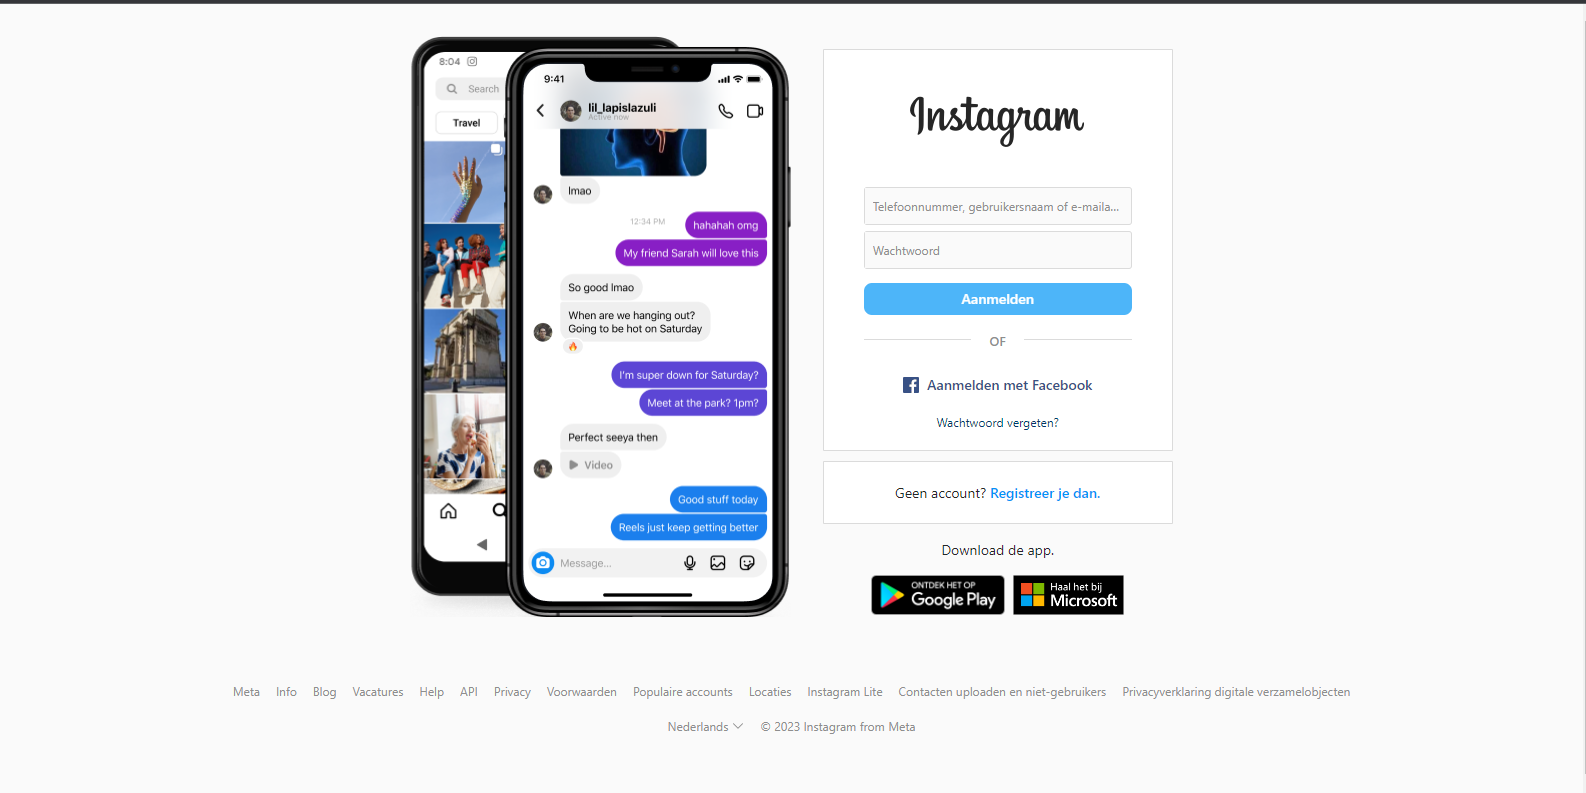 8:04
Search
Travel
9:41
lil_lapislazuli
Active now
lmao
12:34 PM
hahahah omg
My friend Sarah will love this
So good lmao
When are we hanging out?
Going to be hot on Saturday
I'm super down for Saturday?
Meet at the park? 1pm?
Perfect seeya then
Video
Good stuff today
Reels just keep getting better
Message...
Instagram
Telefoonnummer, gebruikersnaam of e-maila...
Wachtwoord
Aanmelden
OF
Aanmelden met Facebook
Wachtwoord vergeten?
Geen account? Registreer je dan.
Download de app.
ONTDEK HET OP
Google Play
Haal het bij
Microsoft
Meta Info Blog Vacatures Help API Privacy Voorwaarden Populaire accounts Locaties Instagram Lite Contacten uploaden en niet-gebruikers Privacyverklaring digitale verzamelobjecten
Nederlands © 2023 Instagram from Meta